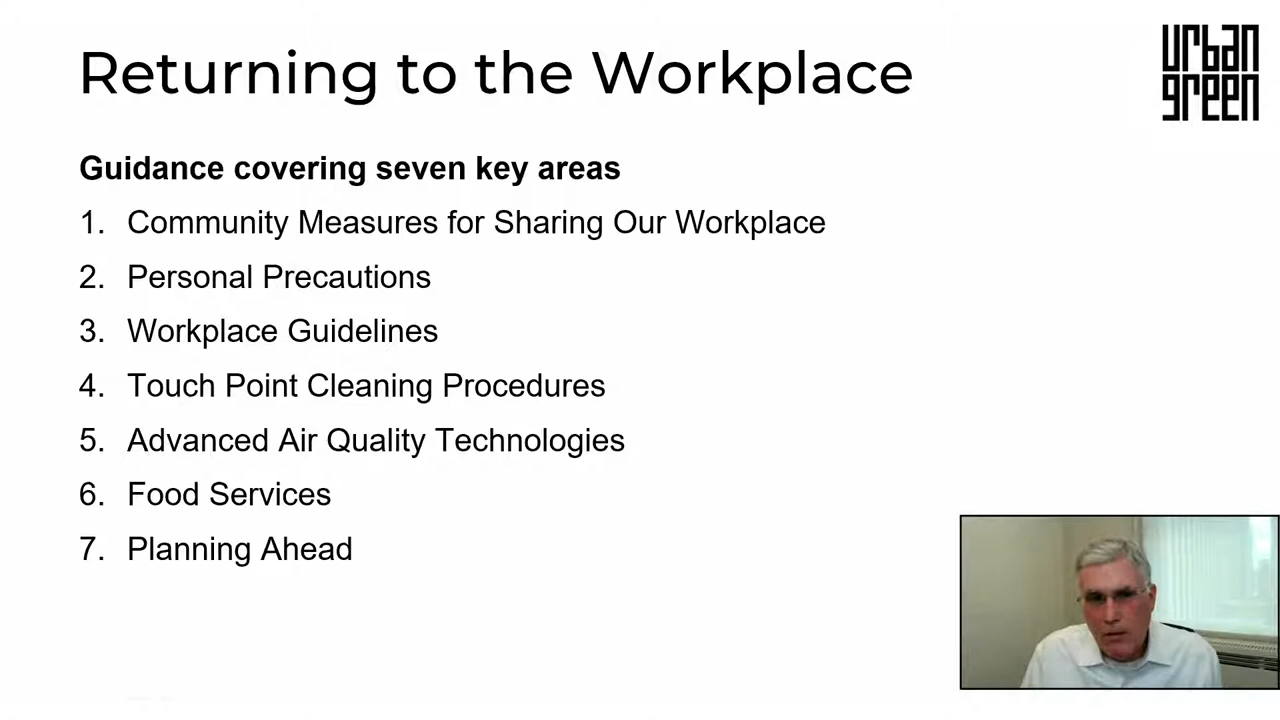 Returning to the Workplace
urban
green
Guidance covering seven key areas
1. Community Measures for Sharing Our Workplace
2. Personal Precautions
3. Workplace Guidelines
4. Touch Point Cleaning Procedures
5. Advanced Air Quality Technologies
6. Food Services
7. Planning Ahead